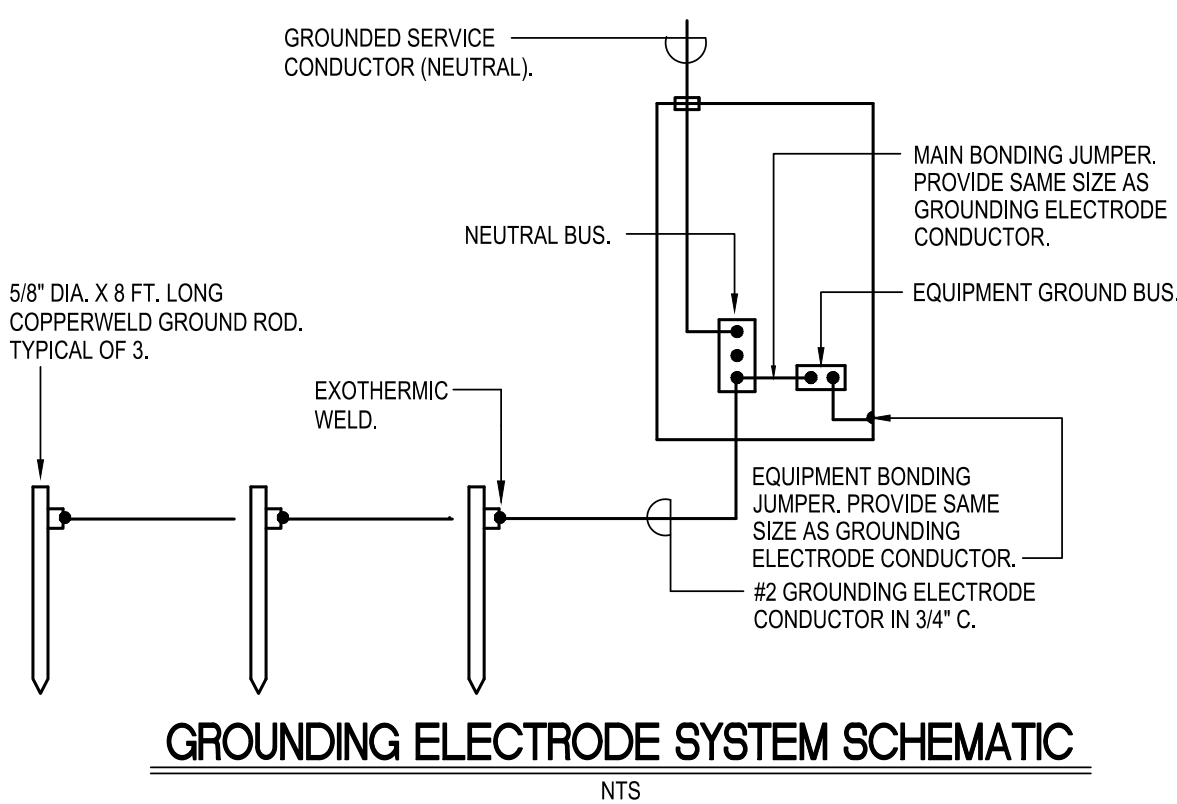 GROUNDED SERVICE
CONDUCTOR (NEUTRAL).
MAIN BONDING JUMPER.
PROVIDE SAME SIZE AS
GROUNDING ELECTRODE
CONDUCTOR.
NEUTRAL BUS.
EQUIPMENT GROUND BUS.
5/8" DIA. X 8 FT. LONG
COPPERWELD GROUND ROD.
TYPICAL OF 3.
EXOTHERMIC
WELD.
EQUIPMENT BONDING
JUMPER. PROVIDE SAME
SIZE AS GROUNDING
ELECTRODE CONDUCTOR.
#2 GROUNDING ELECTRODE
CONDUCTOR IN 3/4" C.
GROUNDING ELECTRODE SYSTEM SCHEMATIC
NTS